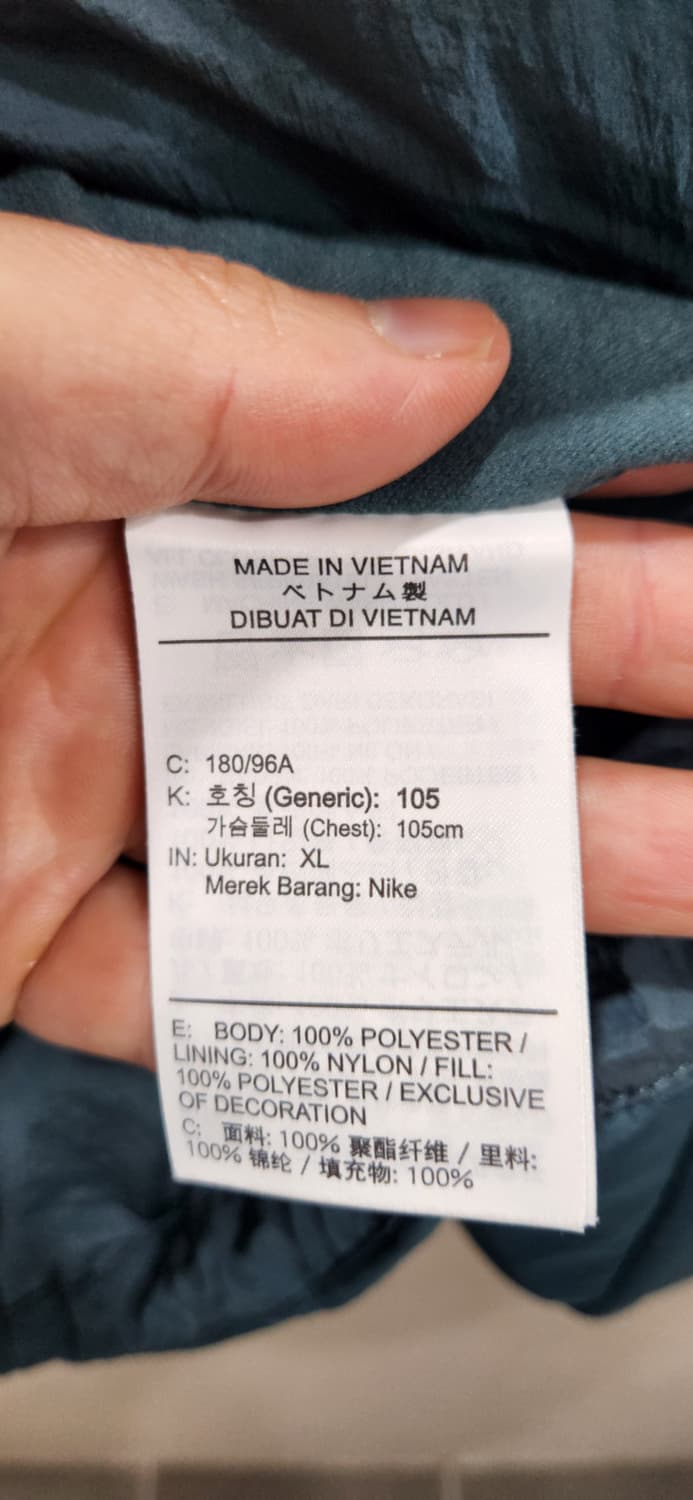 MADE IN VIETNAM
ベトナム製
DIBUAT DI VIETNAM
C: 180/96A
K: 호칭 (Generic): 105
가슴둘레 (Chest): 105cm
IN: Ukuran: XL
Merek Barang: Nike
E: BODY: 100% POLYESTER /
LINING: 100% NYLON / FILL:
100% POLYESTER / EXCLUSIVE
OF DECORATION
C: 面料: 100% 聚酯纤维 / 里料:
100% 锦纶 / 填充物: 100%